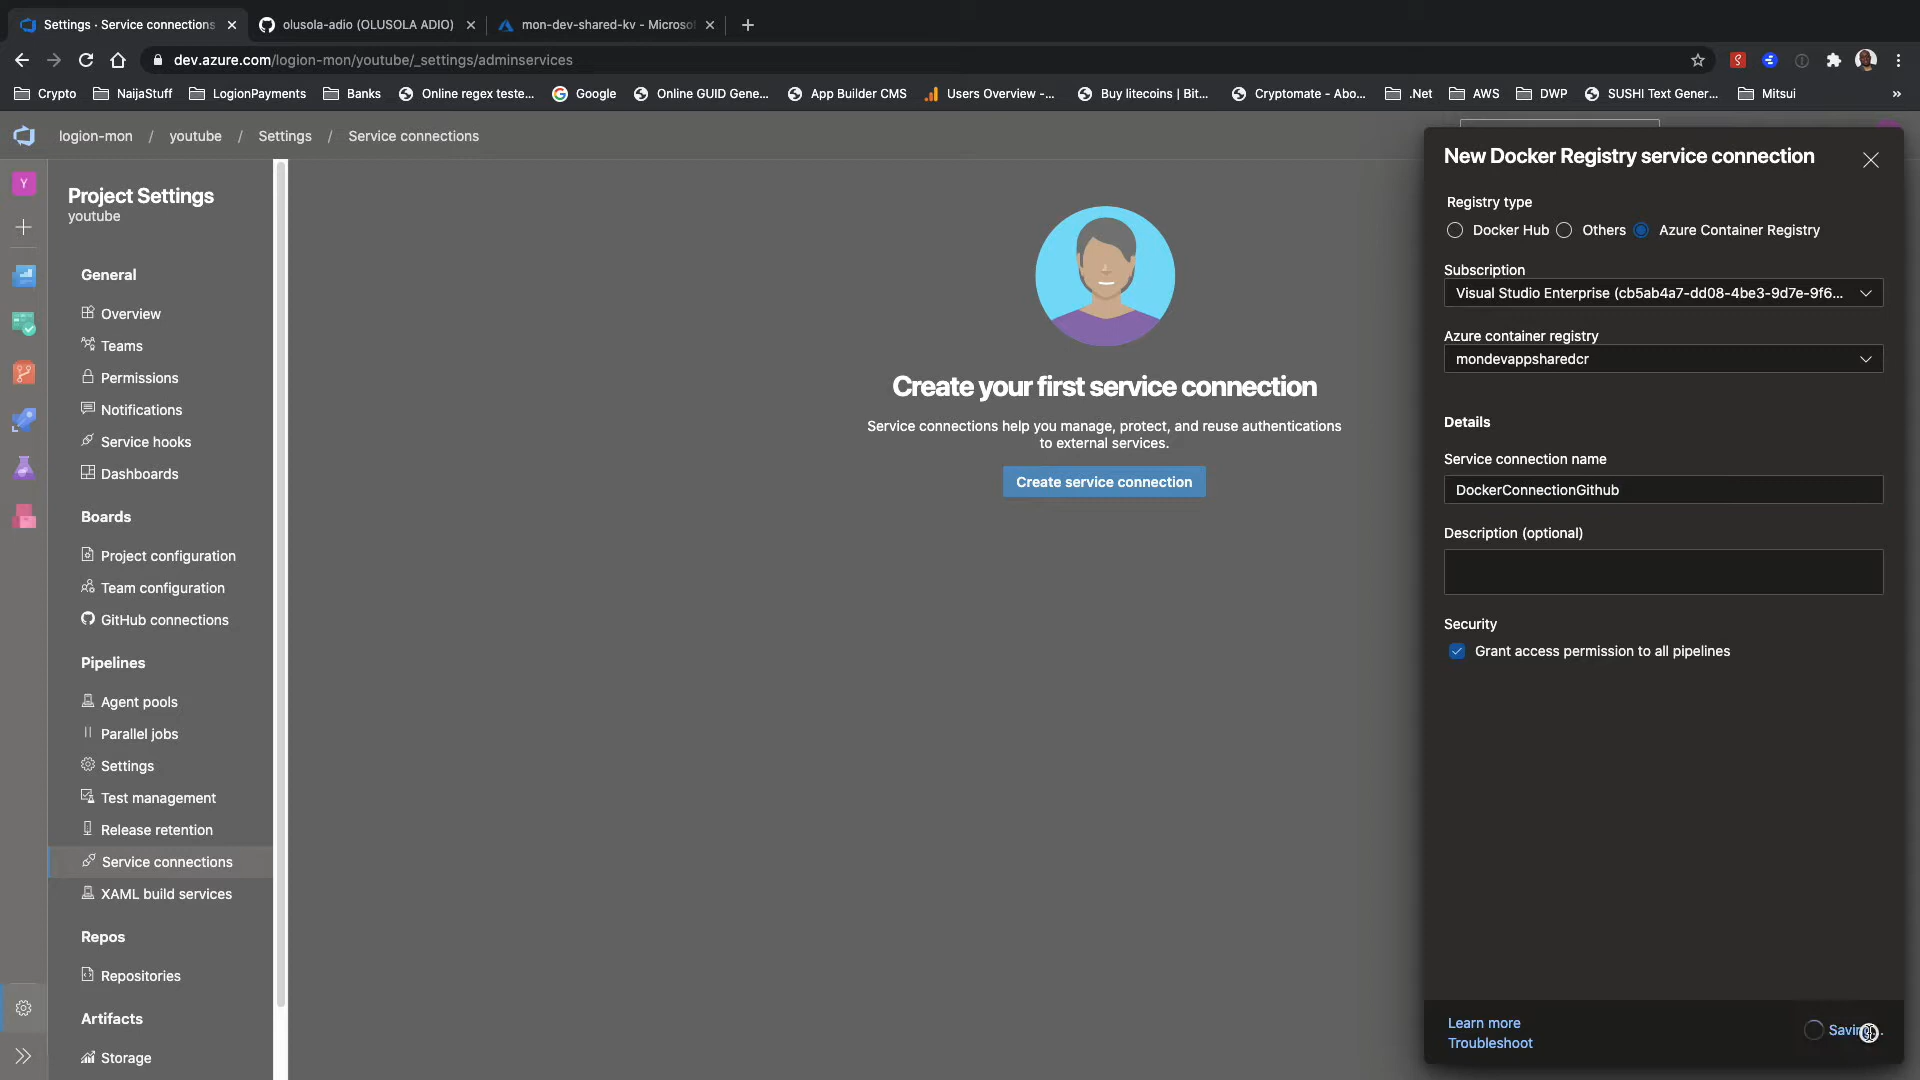 Settings · Service connections
olusola-adio (OLUSOLA ADIO)
mon-dev-shared-kv - Microso
dev.azure.com/logion-mon/youtube/_settings/adminservices
Crypto
NaijaStuff
LogionPayments
Banks
Online regex teste...
Google
Online GUID Gene...
App Builder CMS
Users Overview -...
Buy litecoins | Bit...
Cryptomate - Abo...
.Net
AWS
DWP
SUSHI Text Gener...
Mitsui
»
logion-mon / youtube / Settings / Service connections
Y
Project Settings
youtube
General
Overview
Teams
Permissions
Notifications
Service hooks
Dashboards
Boards
Project configuration
Team configuration
GitHub connections
Pipelines
Agent pools
Parallel jobs
Settings
Test management
Release retention
Service connections
XAML build services
Repos
Repositories
Artifacts
Storage
Create your first service connection
Service connections help you manage, protect, and reuse authentications
to external services.
Create service connection
New Docker Registry service connection
Registry type
Docker Hub
Others
Azure Container Registry
Subscription
Visual Studio Enterprise (cb5ab4a7-dd08-4be3-9d7e-9f6...
Azure container registry
mondevappsharedcr
Details
Service connection name
DockerConnectionGithub
Description (optional)
Security
Grant access permission to all pipelines
Learn more
Troubleshoot
Saving...